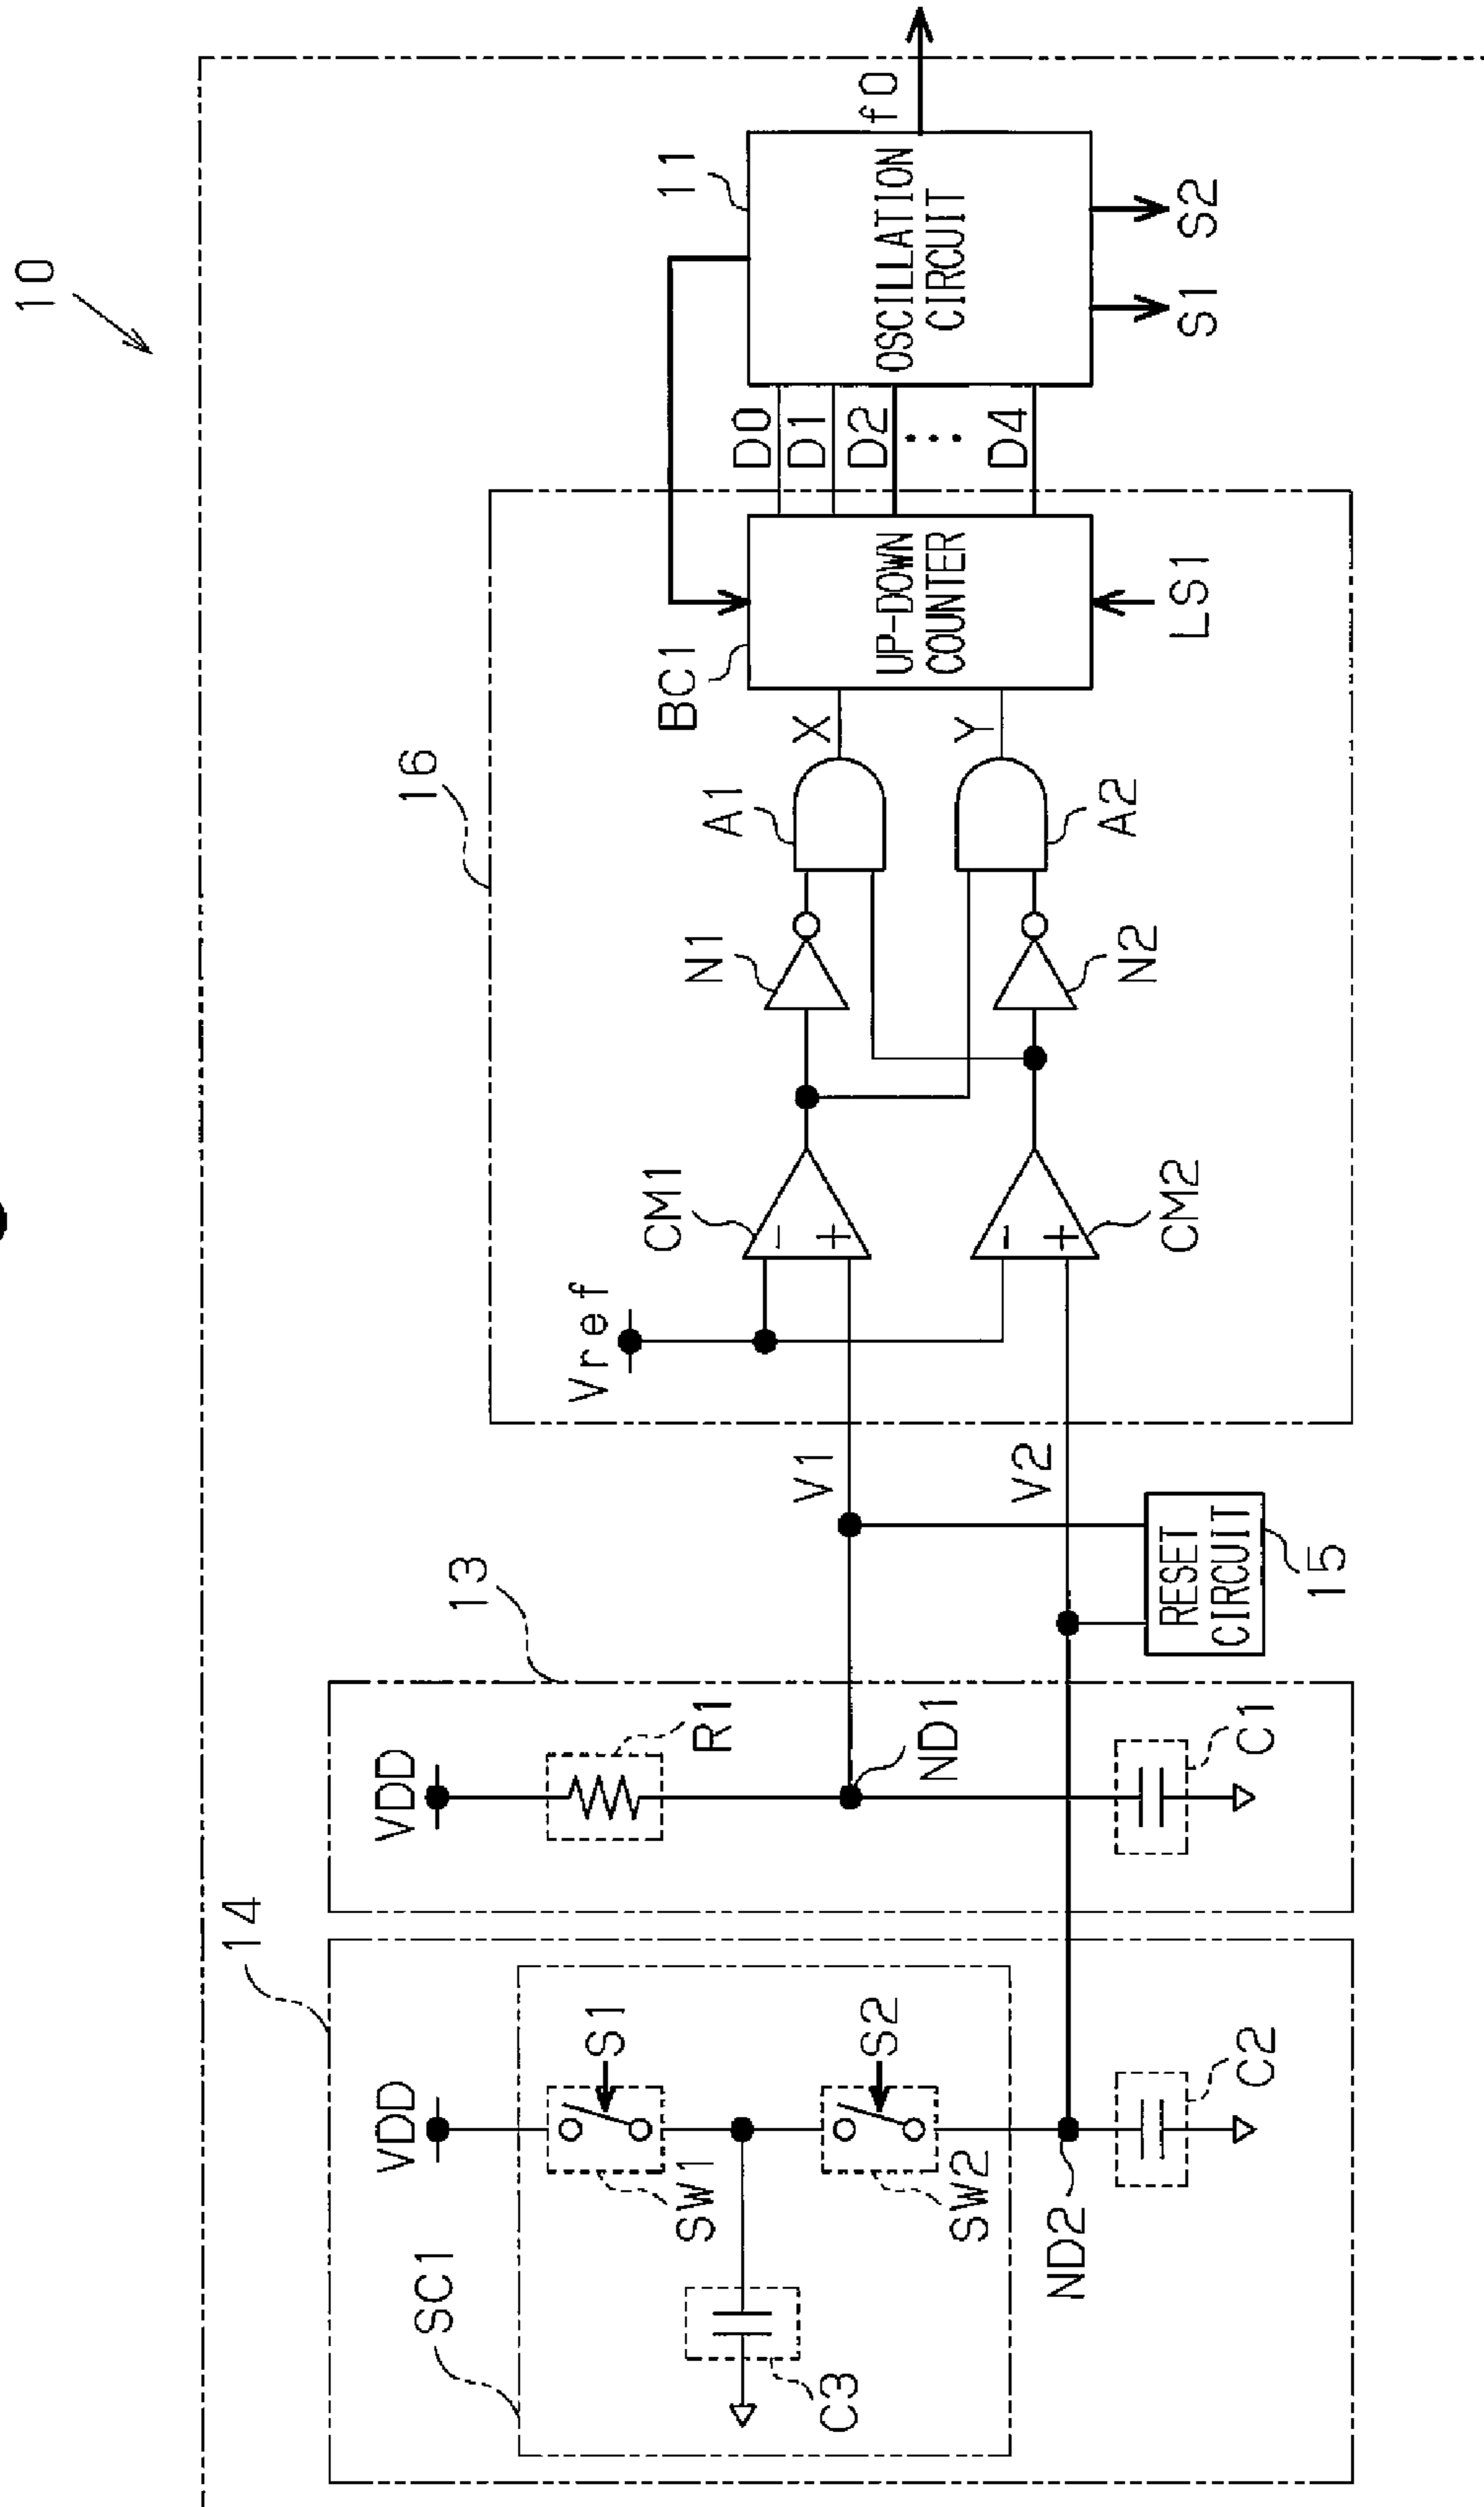 10
14
13
16
SC1
VDD
S1
SW1
S2
SW2
C3
ND2
C2
VDD
R1
ND1
C1
V1
V2
RESET
CIRCUIT
15
Vref
CM1
-
+
CM2
-
+
N1
N2
A1
A2
X
Y
BC1
UP-DOWN
COUNTER
LS1
D0
D1
D2
...
D4
11
OSCILLATION
CIRCUIT
f0
S1
S2